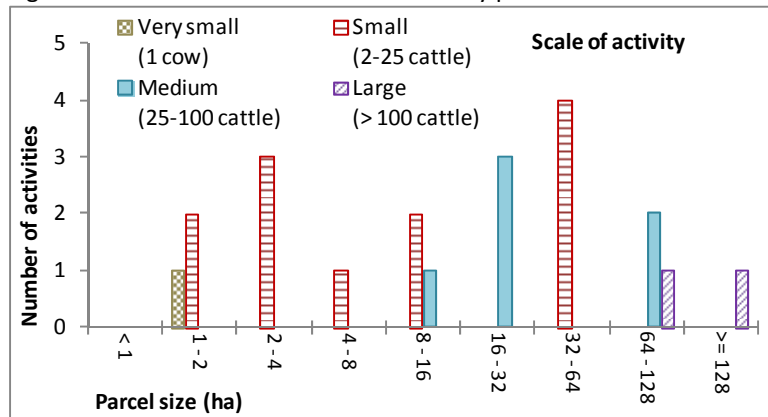 Very small
(1 cow)
Small
(2-25 cattle)
Scale of activity
Medium
(25-100 cattle)
Large
(> 100 cattle)
Number of activities
5
4
3
2
1
0
< 1
1 - 2
2 - 4
4 - 8
8 - 16
16 - 32
32 - 64
64 - 128
>= 128
Parcel size (ha)